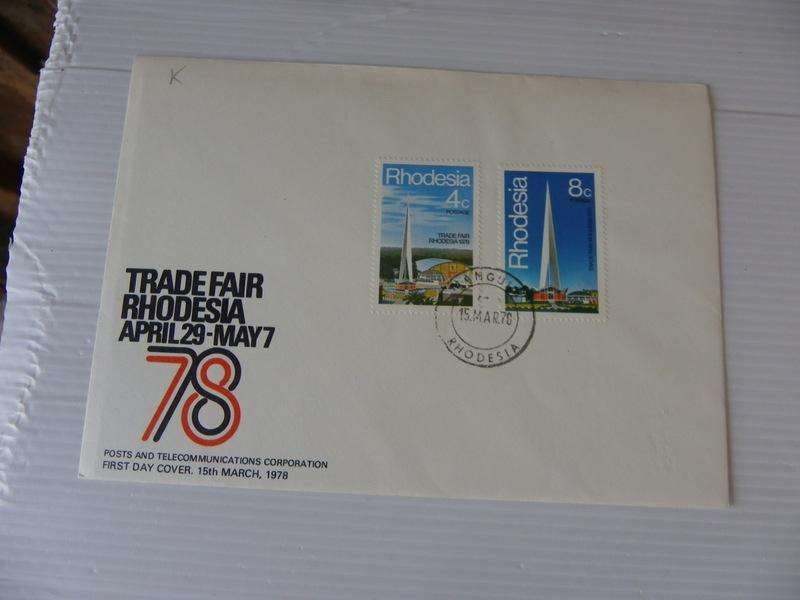 K
Rhodesia
4c
POSTAGE
TRADE FAIR
RHODESIA 1978
Rhodesia
8c
RHODESIA
15.MAR.78
TRADE FAIR
RHODESIA
APRIL 29-MAY 7
78
POSTS AND TELECOMMUNICATIONS CORPORATION
FIRST DAY COVER. 15th MARCH, 1978